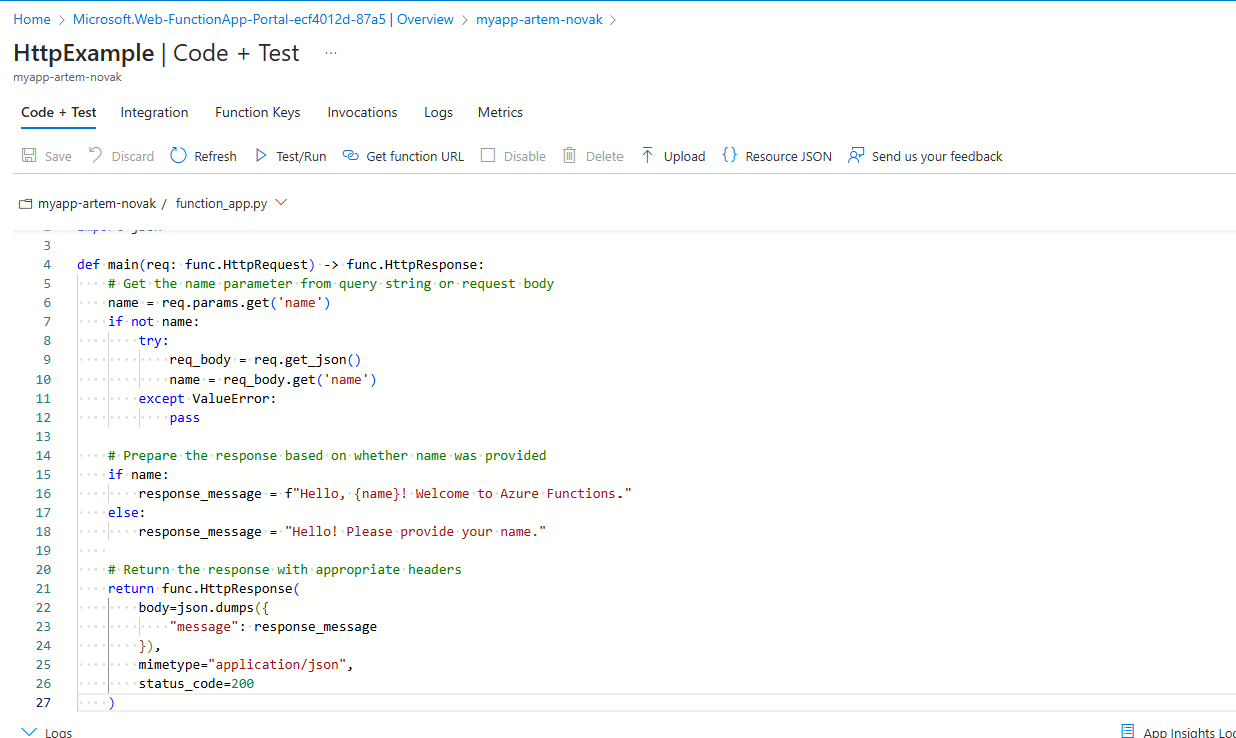 Home > Microsoft.Web-FunctionApp-Portal-ecf4012d-87a5 | Overview > myapp-artem-novak >
HttpExample | Code + Test ...
myapp-artem-novak
Code + Test Integration Function Keys Invocations Logs Metrics
Save Discard Refresh Test/Run Get function URL Disable Delete Upload Resource JSON Send us your feedback
myapp-artem-novak / function_app.py
2 import json
3
4 def main(req: func.HttpRequest) -> func.HttpResponse:
5     # Get the name parameter from query string or request body
6     name = req.params.get('name')
7     if not name:
8         try:
9             req_body = req.get_json()
10             name = req_body.get('name')
11         except ValueError:
12             pass
13
14     # Prepare the response based on whether name was provided
15     if name:
16         response_message = f"Hello, {name}! Welcome to Azure Functions."
17     else:
18         response_message = "Hello! Please provide your name."
19
20     # Return the response with appropriate headers
21     return func.HttpResponse(
22         body=json.dumps({
23             "message": response_message
24         }),
25         mimetype="application/json",
26         status_code=200
27     )
Logs App Insights Lo